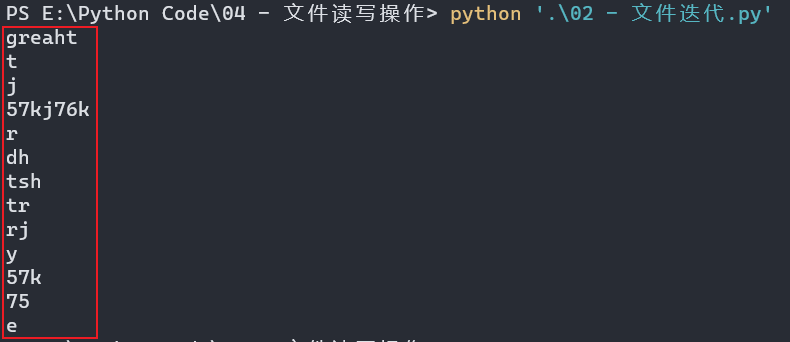 PS E:\Python Code\04 - 文件读写操作> python '.\02 - 文件迭代.py'
greaht
t
j
57kj76k
r
dh
tsh
tr
rj
y
57k
75
e